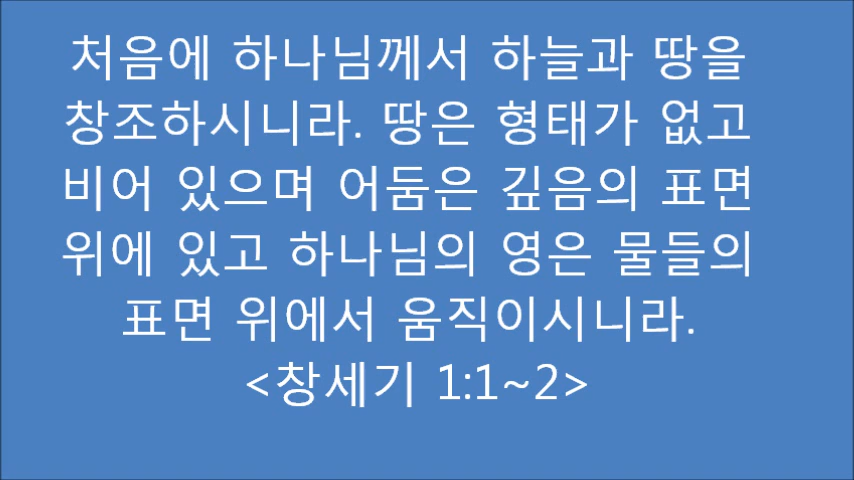 처음에 하나님께서 하늘과 땅을
창조하시니라. 땅은 형태가 없고
비어 있으며 어둠은 깊음의 표면
위에 있고 하나님의 영은 물들의
표면 위에서 움직이시니라.
<창세기 1:1~2>